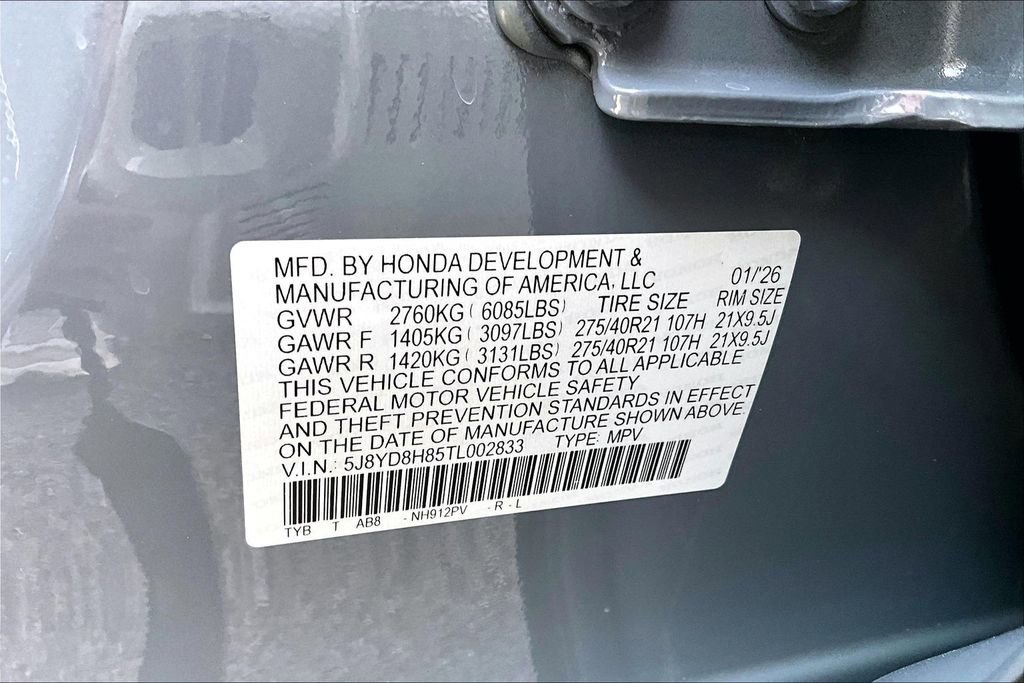 MFD. BY HONDA DEVELOPMENT &
MANUFACTURING OF AMERICA, LLC 01/'26
GVWR 2760KG ( 6085LBS) TIRE SIZE RIM SIZE
GAWR F 1405KG ( 3097LBS) 275/40R21 107H 21X9.5J
GAWR R 1420KG ( 3131LBS) 275/40R21 107H 21X9.5J
THIS VEHICLE CONFORMS TO ALL APPLICABLE
FEDERAL MOTOR VEHICLE SAFETY
AND THEFT PREVENTION STANDARDS IN EFFECT
ON THE DATE OF MANUFACTURE SHOWN ABOVE.
V.I.N.: 5J8YD8H85TL002833 TYPE: MPV
TYB T AB8 - NH912PV - R - L